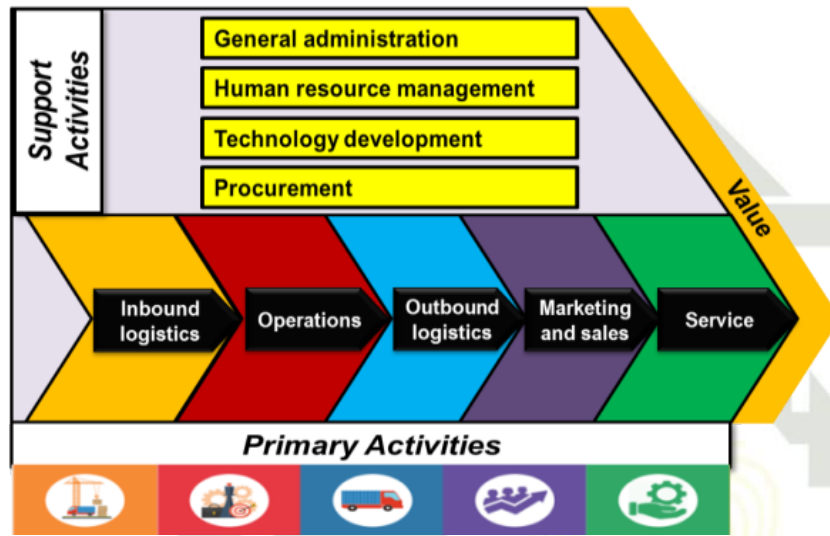 Support
Activities
General administration
Human resource management
Technology development
Procurement
Value
Inbound
logistics
Operations
Outbound
logistics
Marketing
and sales
Service
Primary Activities